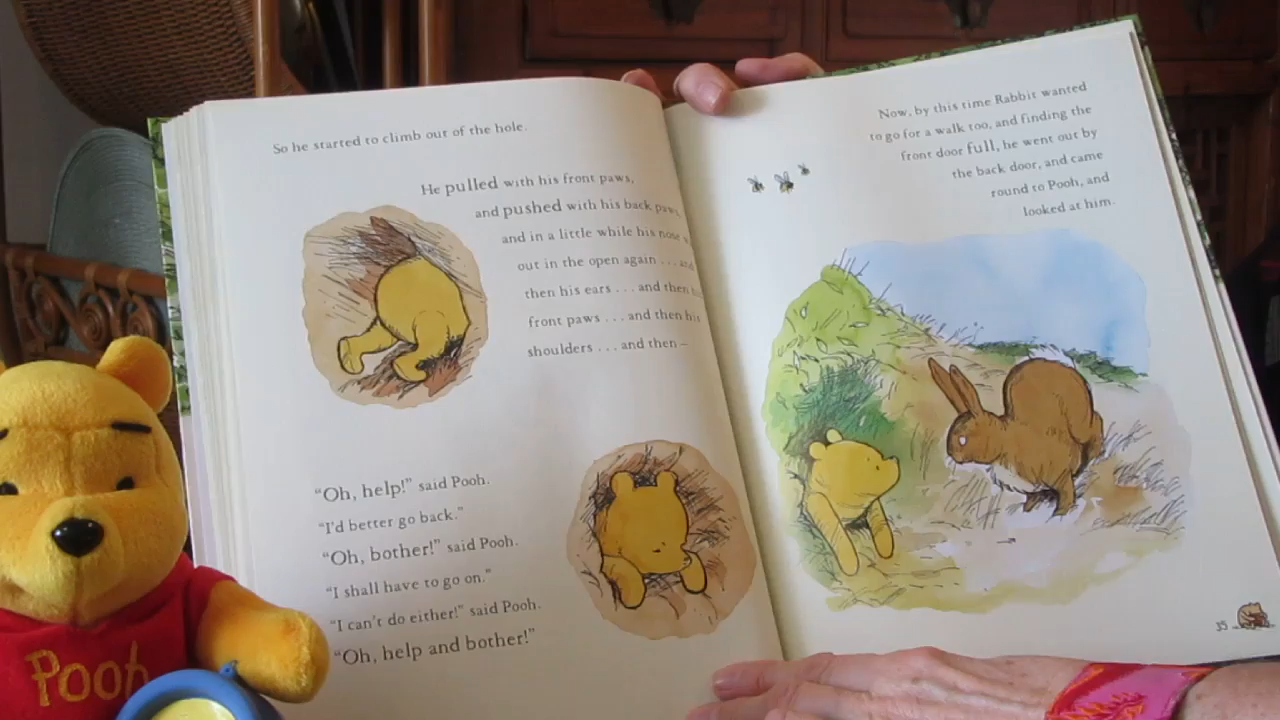 So he started to climb out of the hole.
He pulled with his front paws,
and pushed with his back paws,
and in a little while his nose
out in the open again . . . and
then his ears . . . and then his
front paws . . . and then his
shoulders . . . and then –
"Oh, help!" said Pooh.
"I'd better go back."
"Oh, bother!" said Pooh.
"I shall have to go on."
"I can't do either!" said Pooh.
"Oh, help and bother!"
Now, by this time Rabbit wanted
to go for a walk too, and finding the
front door full, he went out by
the back door, and came
round to Pooh, and
looked at him.
35
Pooh